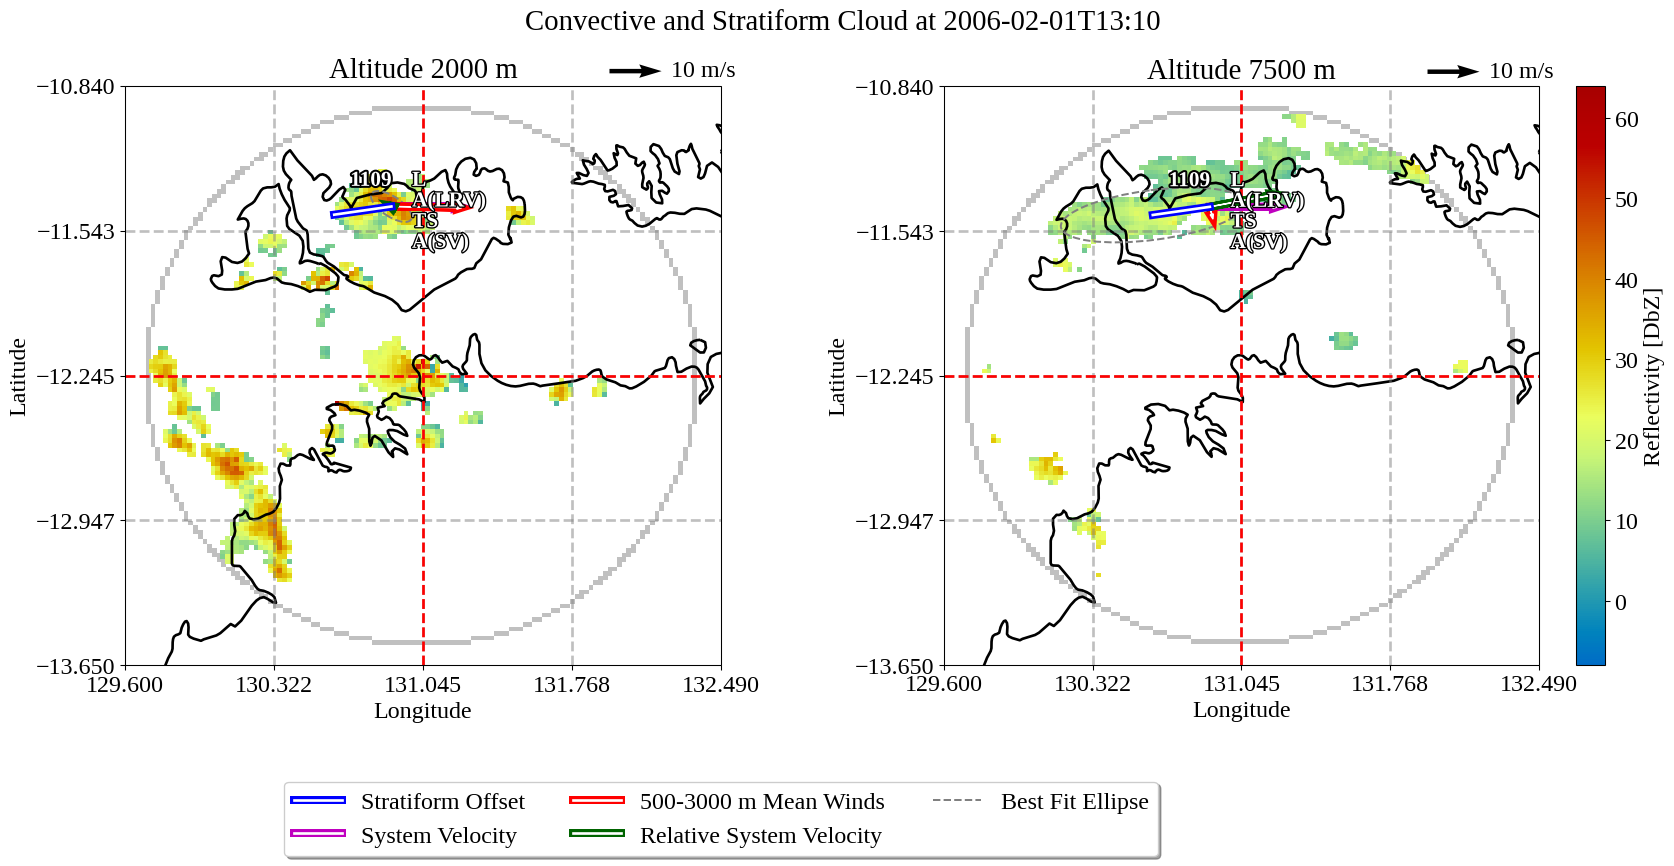 Convective and Stratiform Cloud at 2006-02-01T13:10
Altitude 2000 m
10 m/s
−10.840
−11.543
−12.245
−12.947
−13.650
129.600
130.322
131.045
131.768
132.490
Latitude
Longitude
1109
L
A(LRV)
TS
A(SV)
Altitude 7500 m
10 m/s
−10.840
−11.543
−12.245
−12.947
−13.650
129.600
130.322
131.045
131.768
132.490
Latitude
Longitude
1109
L
A(LRV)
TS
A(SV)
60
50
40
30
20
10
0
Reflectivity [DbZ]
Stratiform Offset
500-3000 m Mean Winds
Best Fit Ellipse
System Velocity
Relative System Velocity